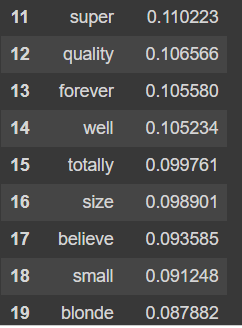 11 super 0.110223
12 quality 0.106566
13 forever 0.105580
14 well 0.105234
15 totally 0.099761
16 size 0.098901
17 believe 0.093585
18 small 0.091248
19 blonde 0.087882